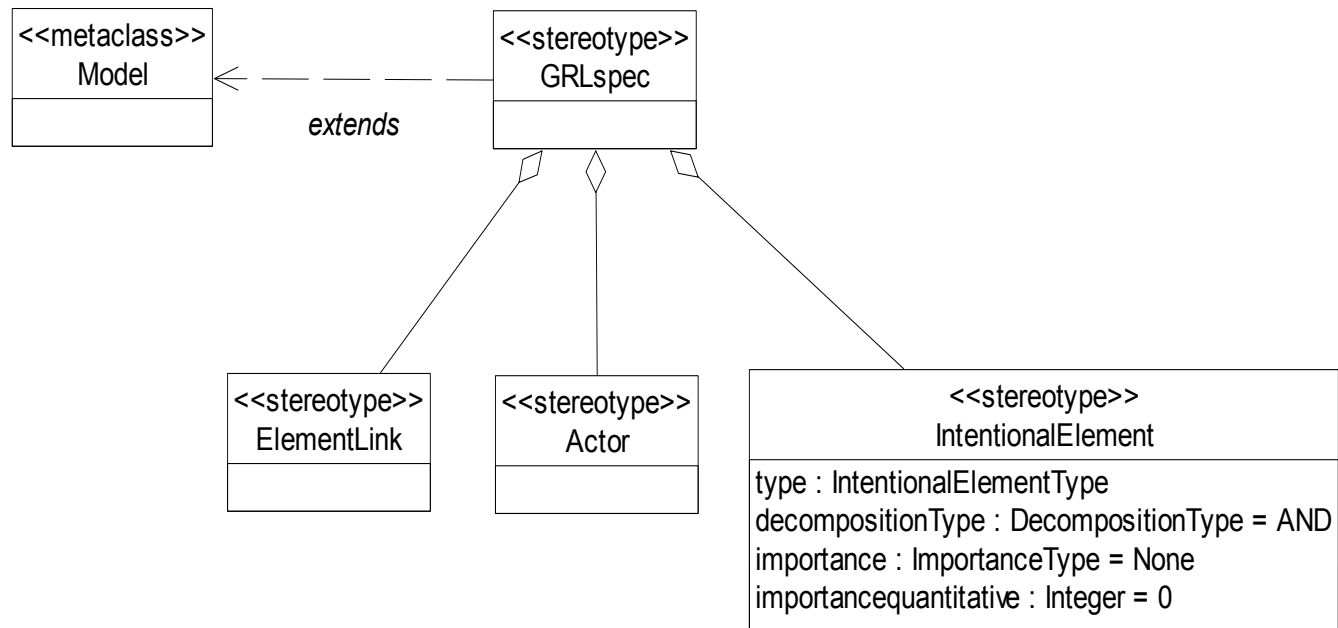 <<metaclass>>
Model
<<stereotype>>
GRLspec
extends
<<stereotype>>
ElementLink
<<stereotype>>
Actor
<<stereotype>>
IntentionalElement
type : IntentionalElementType
decompositionType : DecompositionType = AND
importance : ImportanceType = None
importancequantitative : Integer = 0